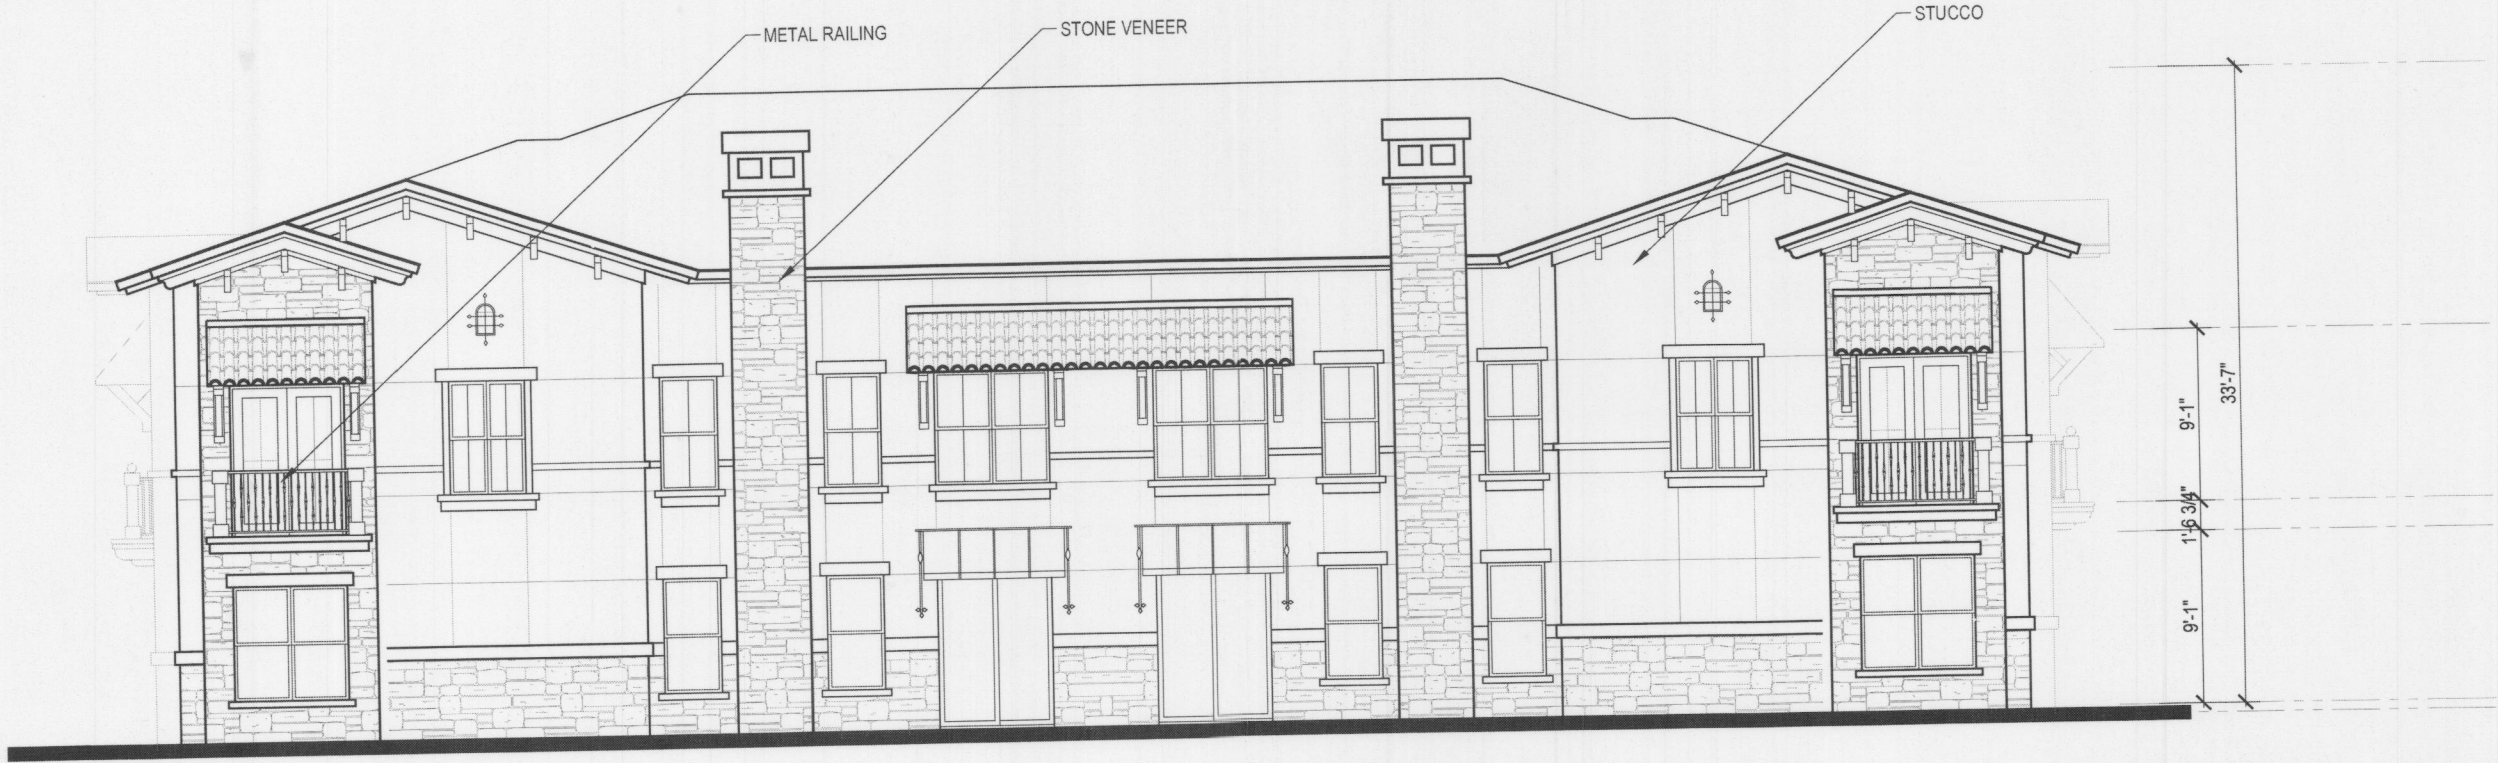 METAL RAILING
STONE VENEER
STUCCO
33'-7"
9'-1"
1'-6 3/4"
9'-1"